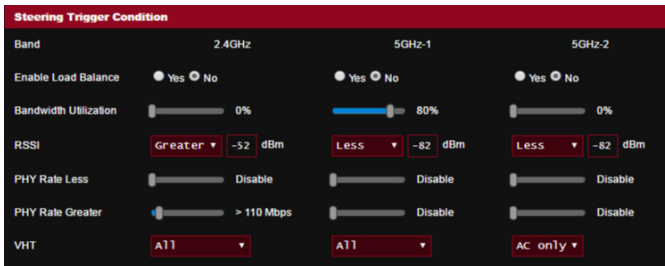 Steering Trigger Condition
Band 2.4GHz 5GHz-1 5GHz-2
Enable Load Balance Yes No Yes No Yes No
Bandwidth Utilization 0% 80% 0%
RSSI Greater -52 dBm Less -82 dBm Less -82 dBm
PHY Rate Less Disable Disable Disable
PHY Rate Greater > 110 Mbps Disable Disable
VHT All All AC only